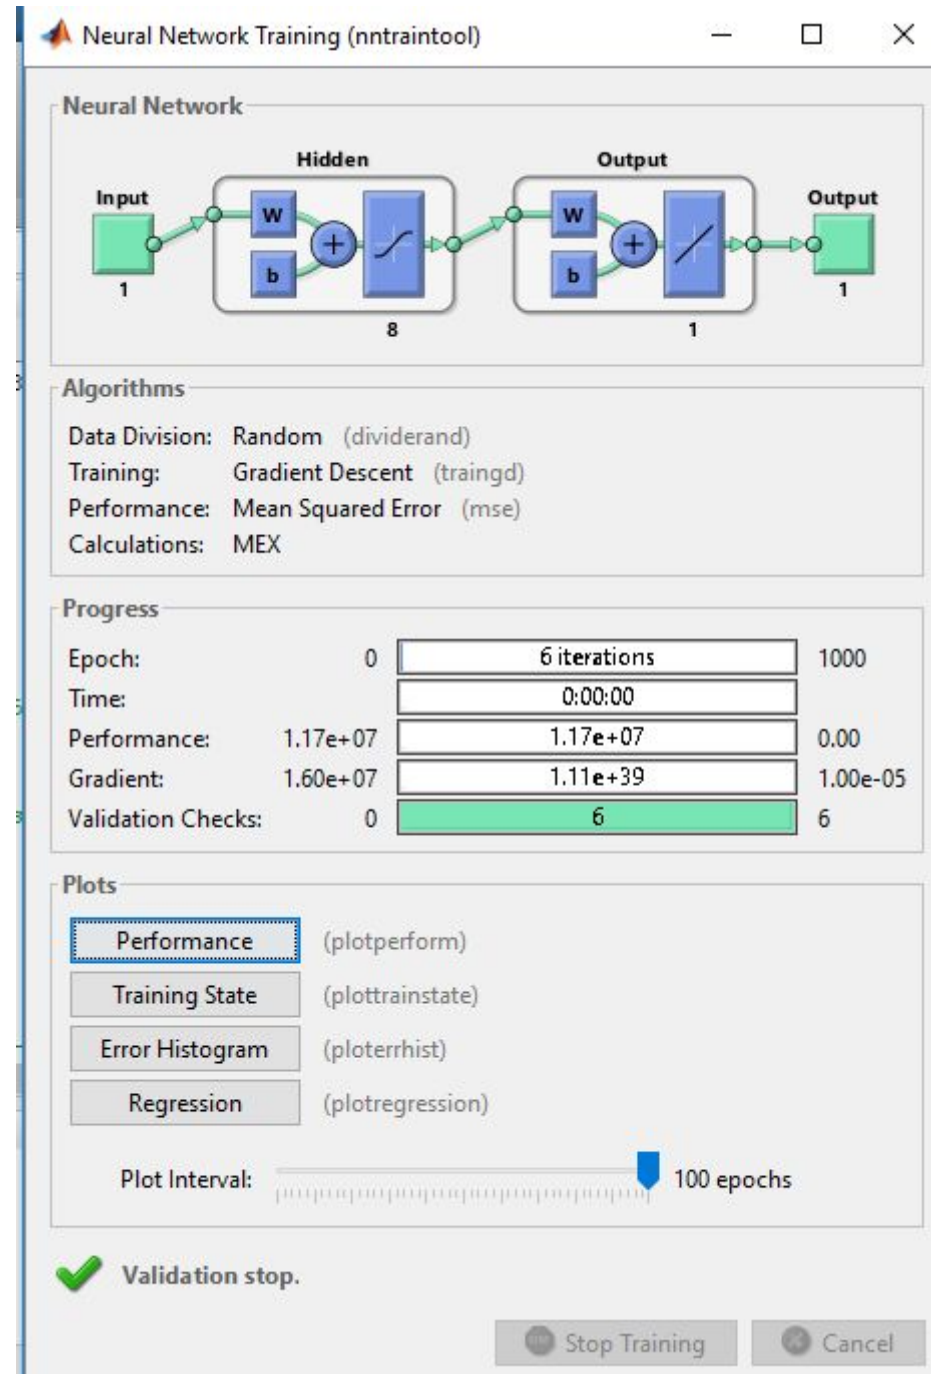 Neural Network Training (nntraintool)
Neural Network
Hidden
Output
Input
Output
W
W
b
b
1
1
8
1
Algorithms
Data Division: Random (dividerand)
Training: Gradient Descent (traingd)
Performance: Mean Squared Error (mse)
Calculations: MEX
Progress
Epoch: 0 6 iterations 1000
Time: 0:00:00
Performance: 1.17e+07 1.17e+07 0.00
Gradient: 1.60e+07 1.11e+39 1.00e-05
Validation Checks: 0 6 6
Plots
Performance (plotperform)
Training State (plottrainstate)
Error Histogram (ploterrhist)
Regression (plotregression)
Plot Interval: 100 epochs
Validation stop.
Stop Training Cancel